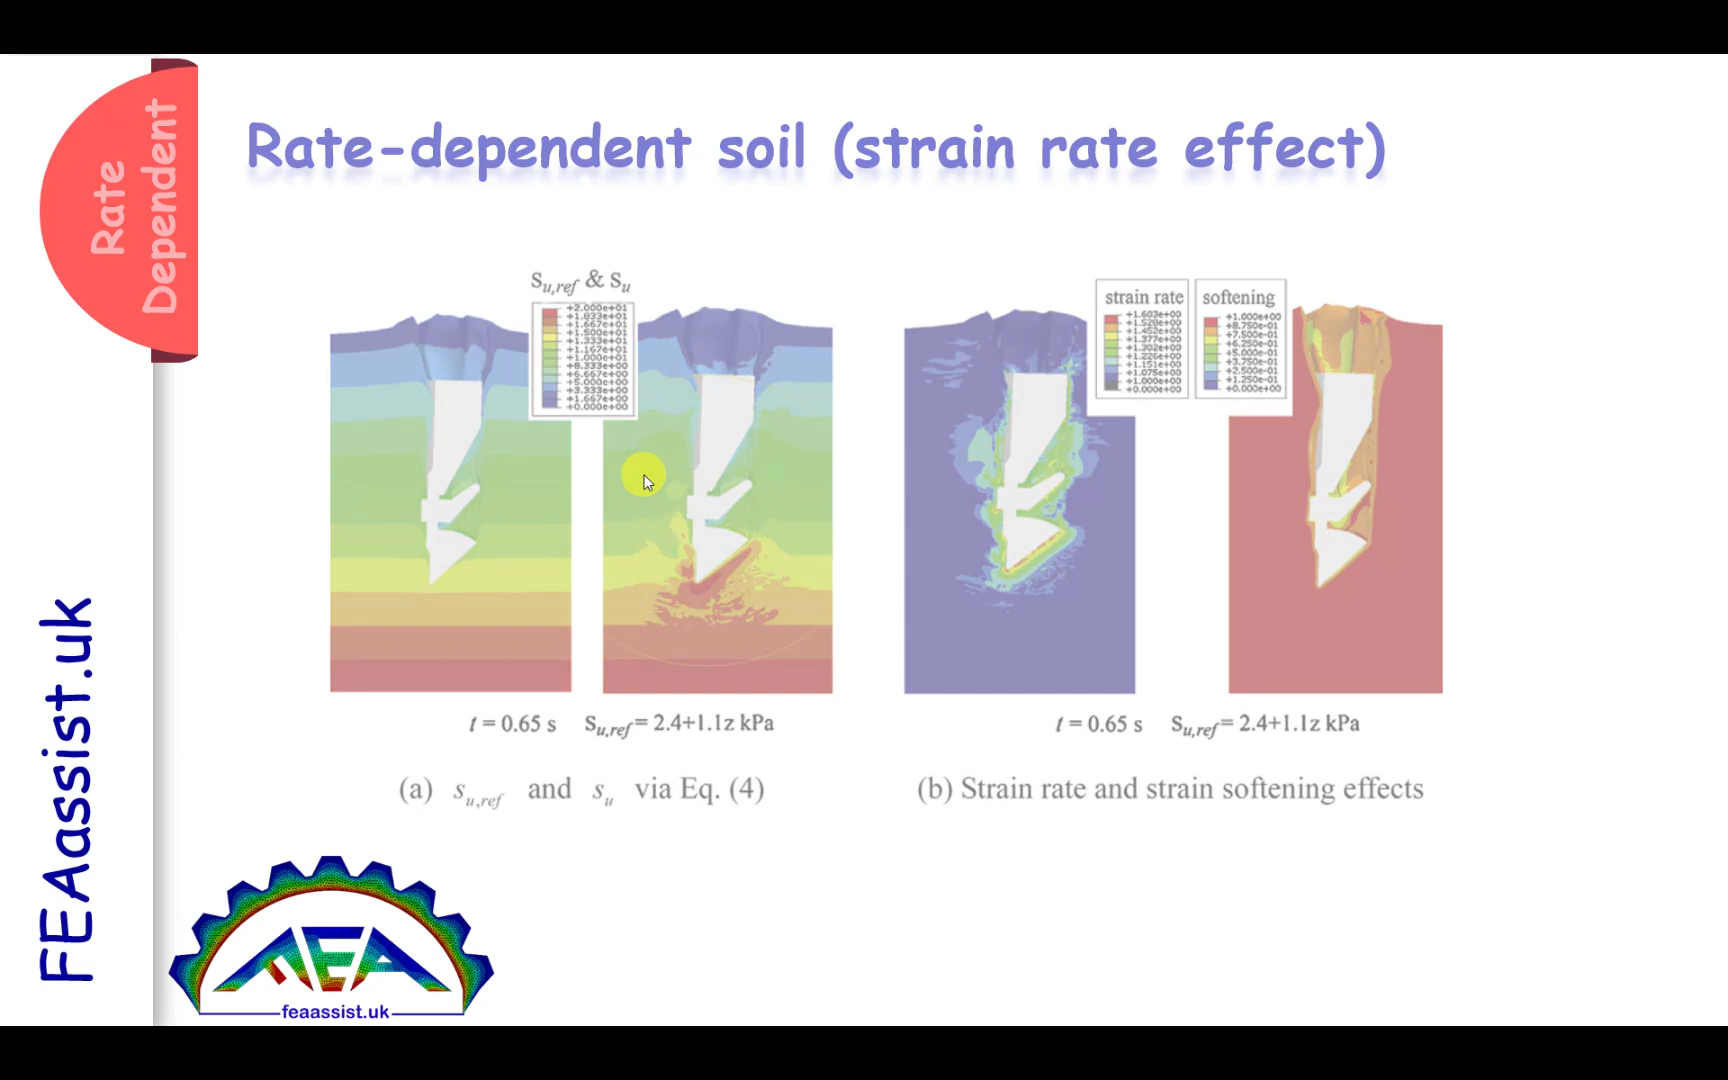 Rate
Dependent
Rate-dependent soil (strain rate effect)
Su,ref & Su
+2.000e+01
+1.833e+01
+1.667e+01
+1.500e+01
+1.333e+01
+1.167e+01
+1.000e+01
+8.333e+00
+6.667e+00
+5.000e+00
+3.333e+00
+1.667e+00
+0.000e+00
strain rate
+1.603e+00
+1.528e+00
+1.452e+00
+1.377e+00
+1.302e+00
+1.226e+00
+1.151e+00
+1.075e+00
+1.000e+00
+0.000e+00
softening
+1.000e+00
+8.750e-01
+7.500e-01
+6.250e-01
+5.000e-01
+3.750e-01
+2.500e-01
+1.250e-01
+0.000e+00
t = 0.65 s Su,ref= 2.4+1.1z kPa
t = 0.65 s Su,ref= 2.4+1.1z kPa
(a) su,ref and su via Eq. (4)
(b) Strain rate and strain softening effects
FEAassist.uk
FEA
feaassist.uk